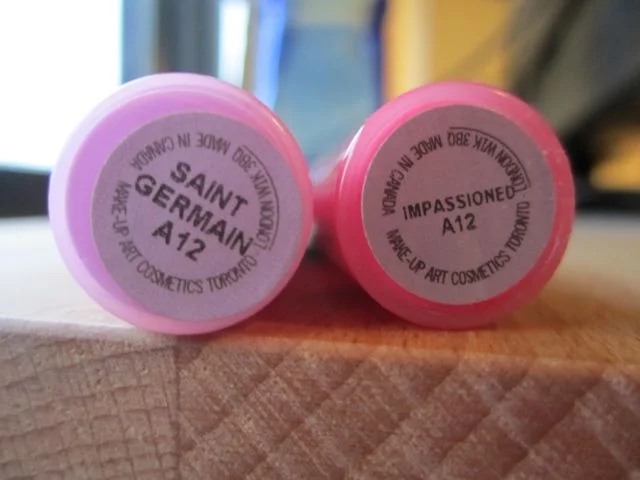 SAINT
GERMAIN
A12
MAKE-UP ART COSMETICS TORONTO · LONDON W1K 3BQ MADE IN CANADA
IMPASSIONED
A12
MAKE-UP ART COSMETICS TORONTO · LONDON W1K 3BQ MADE IN CANADA